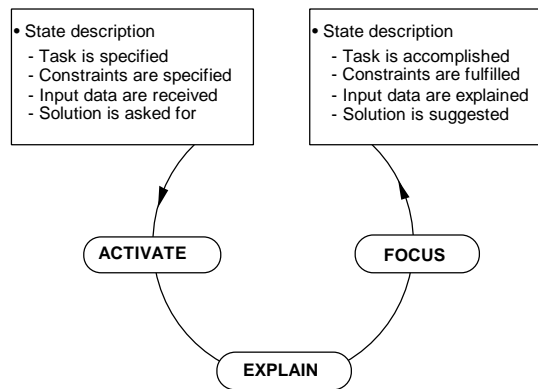 • State description
- Task is specified
- Constraints are specified
- Input data are received
- Solution is asked for
• State description
- Task is accomplished
- Constraints are fulfilled
- Input data are explained
- Solution is suggested
ACTIVATE
FOCUS
EXPLAIN